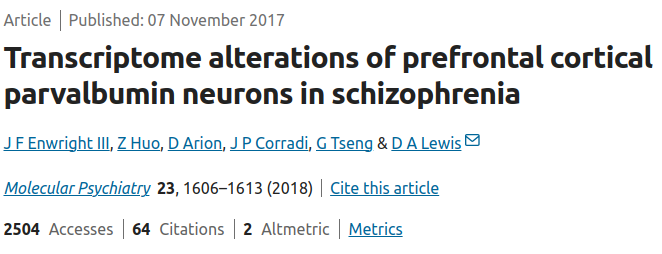 Article | Published: 07 November 2017
Transcriptome alterations of prefrontal cortical
parvalbumin neurons in schizophrenia
J F Enwright III, Z Huo, D Arion, J P Corradi, G Tseng & D A Lewis
Molecular Psychiatry 23, 1606–1613 (2018) | Cite this article
2504 Accesses | 64 Citations | 2 Altmetric | Metrics